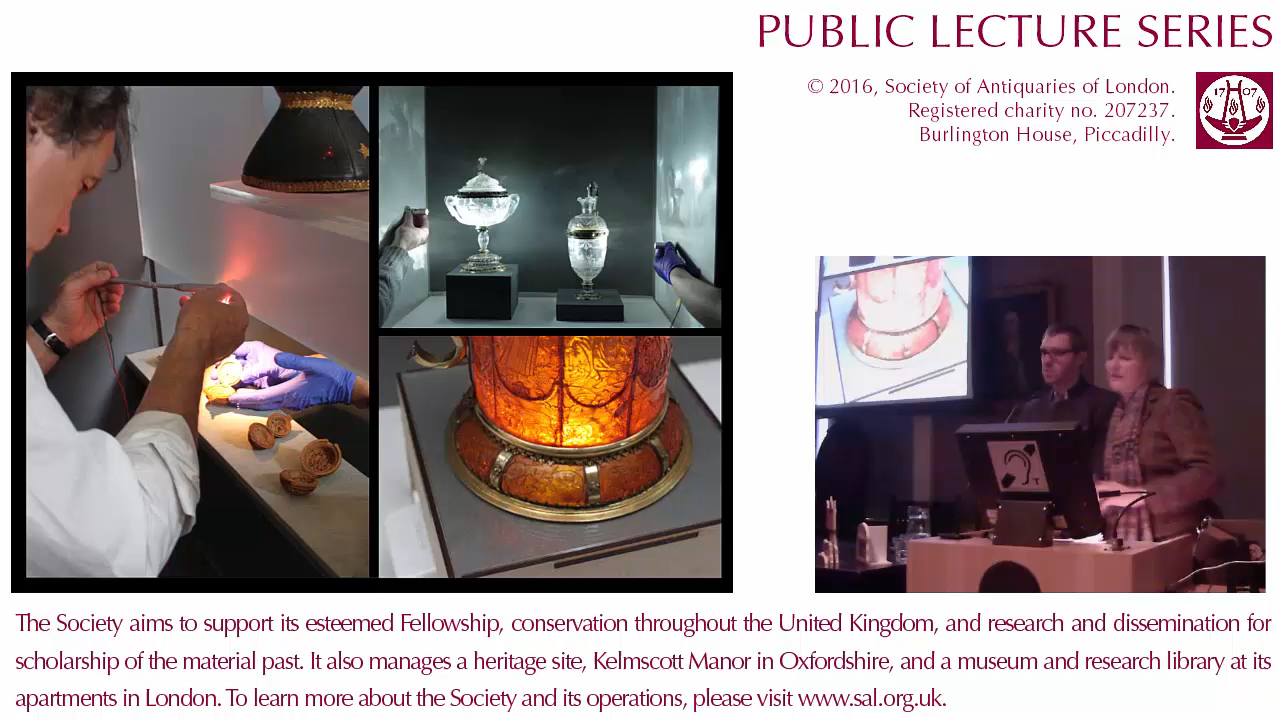 PUBLIC LECTURE SERIES
© 2016, Society of Antiquaries of London.
Registered charity no. 207237.
Burlington House, Piccadilly.
17 07
T
The Society aims to support its esteemed Fellowship, conservation throughout the United Kingdom, and research and dissemination for
scholarship of the material past. It also manages a heritage site, Kelmscott Manor in Oxfordshire, and a museum and research library at its
apartments in London. To learn more about the Society and its operations, please visit www.sal.org.uk.